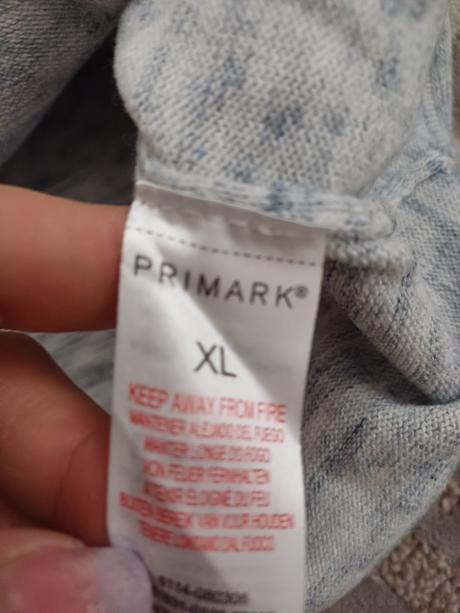 PRIMARK®
XL
KEEP AWAY FROM FIRE
MANTENER ALEJADO DEL FUEGO
MANTER LONGE DO FOGO
VON FEUER FERNHALTEN
A TENIR ELOIGNÉ DU FEU
BUITEN BEREIK VAN VUUR HOUDEN
TENERE LONTANO DAL FUOCO